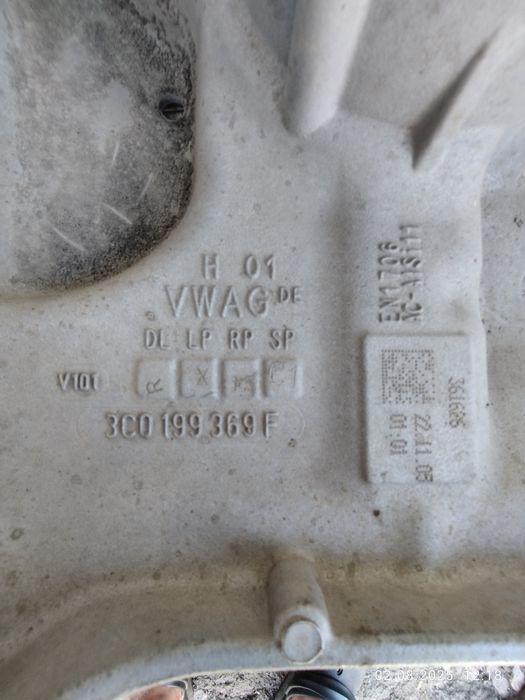 H 01
VWAG DE
DL LP RP SP
V101 R X C
3C0 199 369 F
EN1706
AC-AlSi11
361626
22.11.05
01.01
02.08.2025 12:18